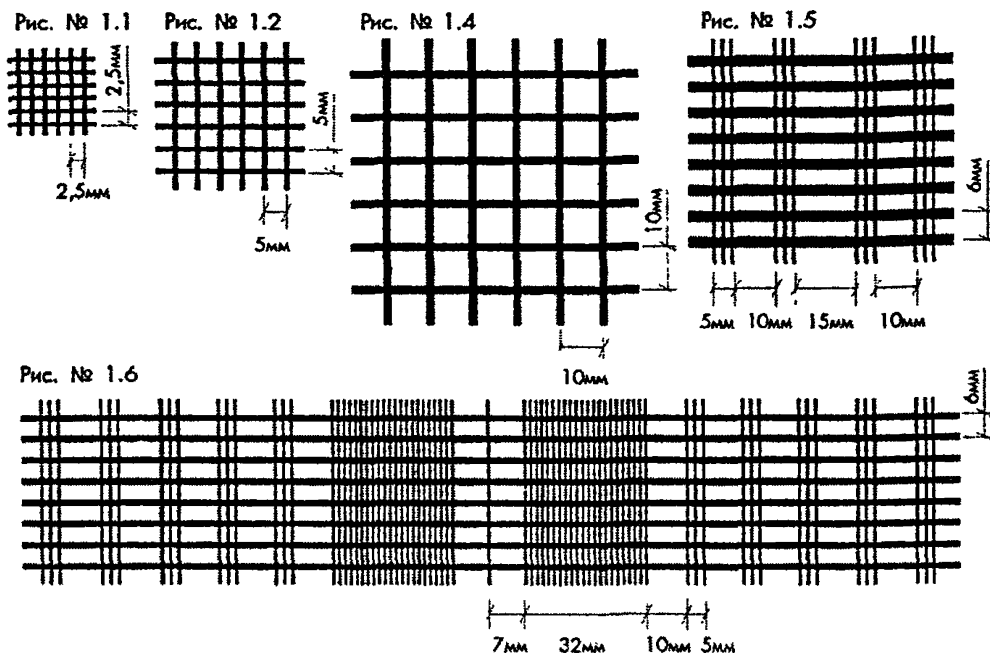 Рис. № 1.1
2,5мм
2,5мм
Рис. № 1.2
5мм
5мм
Рис. № 1.4
10мм
10мм
Рис. № 1.5
6мм
5мм 10мм 15мм 10мм
Рис. № 1.6
6мм
7мм 32мм 10мм 5мм